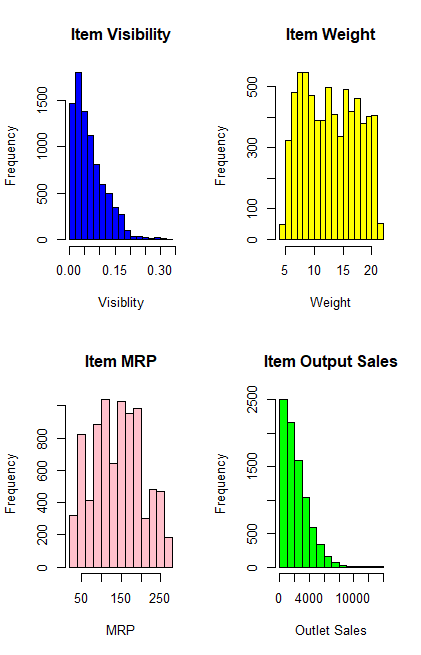 Item Visibility
Frequency
0 500 1000 1500
0.00 0.15 0.30
Visiblity
Item Weight
Frequency
0 100 300 500
5 10 15 20
Weight
Item MRP
Frequency
0 200 400 600 800
50 150 250
MRP
Item Output Sales
Frequency
0 500 1500 2500
0 4000 10000
Outlet Sales